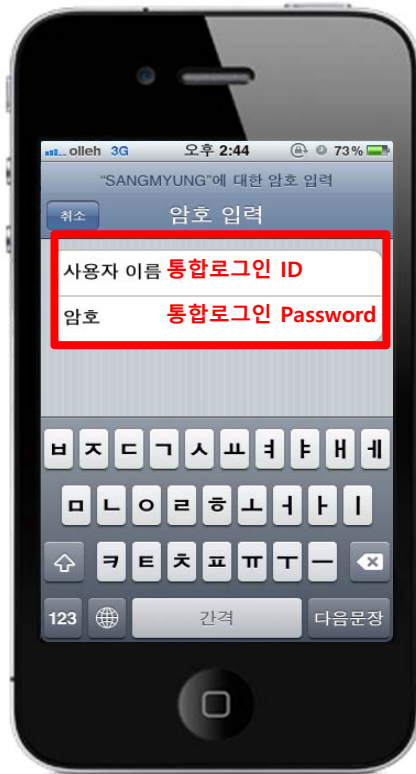 olleh 3G 오후 2:44 73%
“SANGMYUNG”에 대한 암호 입력
취소 암호 입력
사용자 이름 통합로그인 ID
암호 통합로그인 Password
ㅂ ㅈ ㄷ ㄱ ㅅ ㅛ ㅕ ㅑ ㅐ ㅔ
ㅁ ㄴ ㅇ ㄹ ㅎ ㅗ ㅓ ㅏ ㅣ
ㅋ ㅌ ㅊ ㅍ ㅠ ㅜ ㅡ
123 간격 다음문장